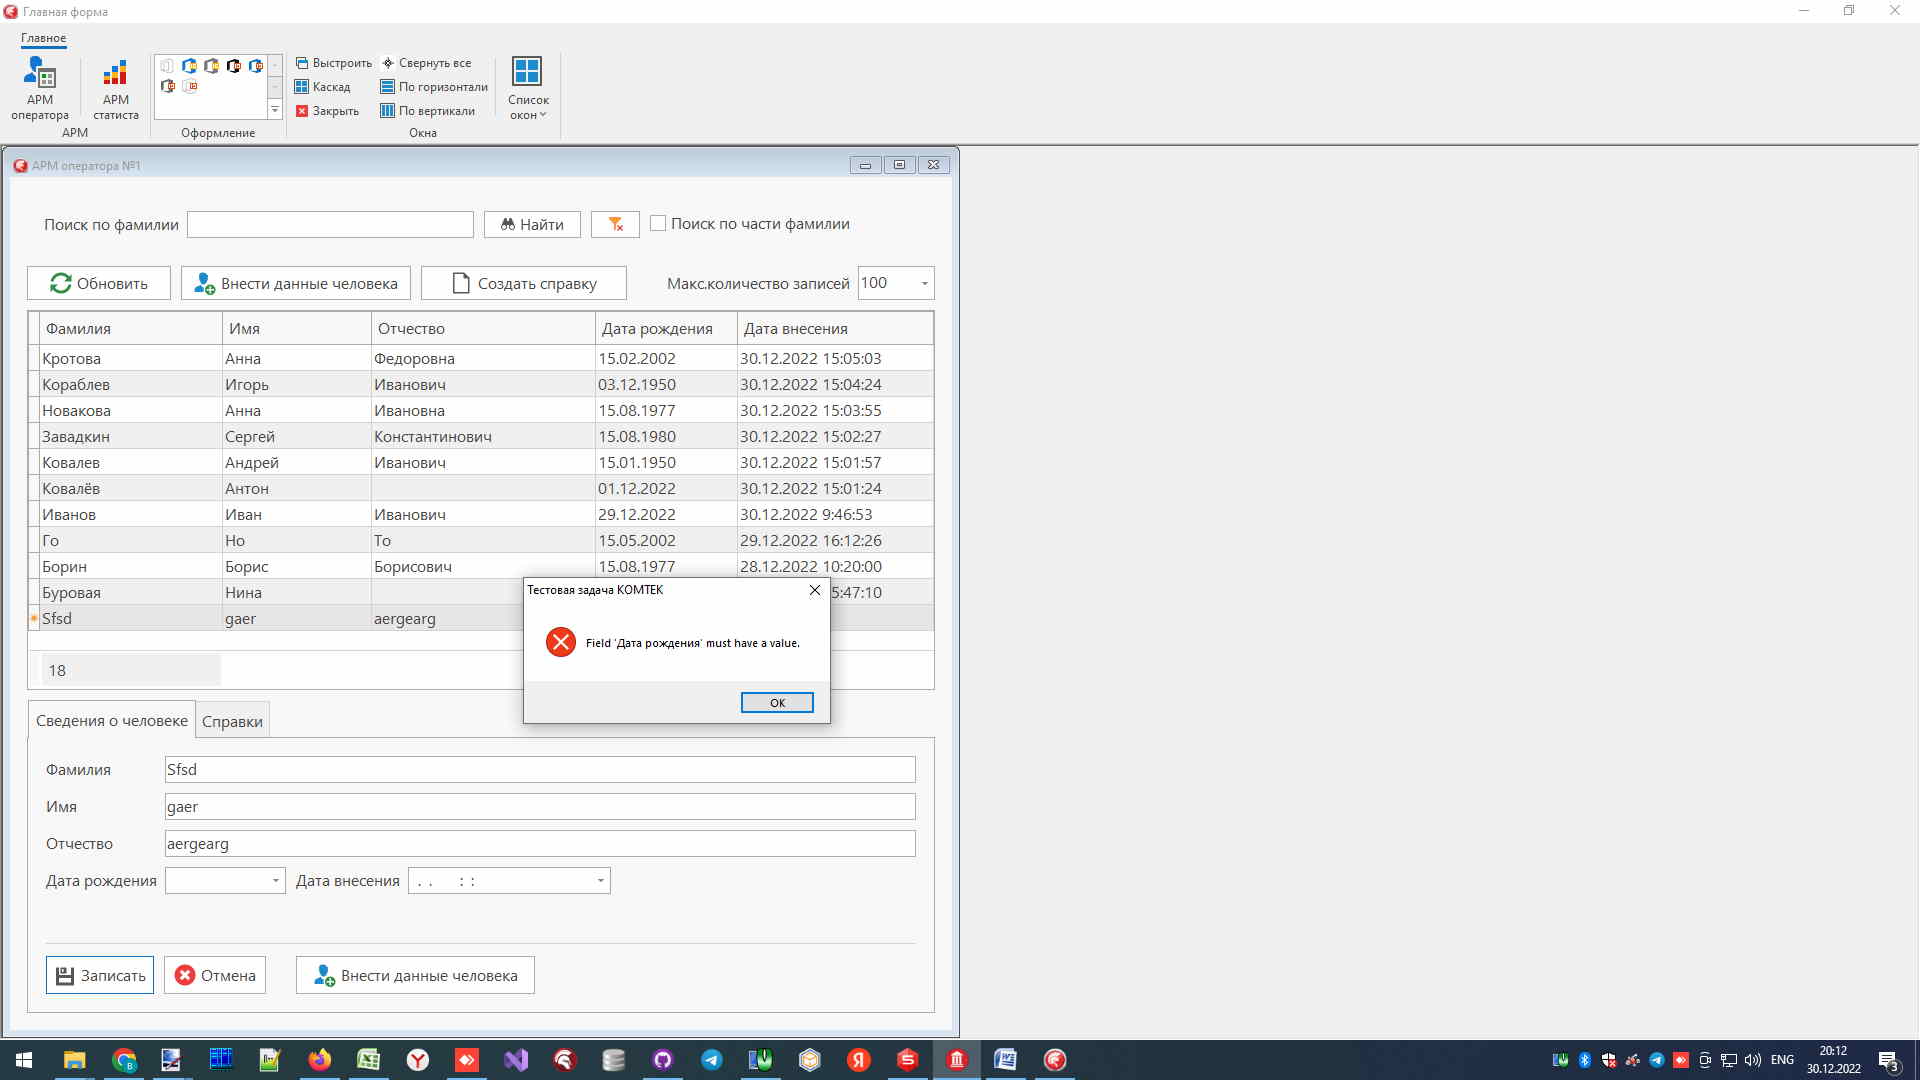 Главная форма
Главное
АРМ оператора
АРМ статиста
АРМ
Оформление
Выстроить
Каскад
Закрыть
Свернуть все
По горизонтали
По вертикали
Окна
Список окон
АРМ оператора №1
Поиск по фамилии
Найти
Поиск по части фамилии
Обновить
Внести данные человека
Создать справку
Макс.количество записей 100
Фамилия Имя Отчество Дата рождения Дата внесения
Кротова Анна Федоровна 15.02.2002 30.12.2022 15:05:03
Кораблев Игорь Иванович 03.12.1950 30.12.2022 15:04:24
Новакова Анна Ивановна 15.08.1977 30.12.2022 15:03:55
Завадкин Сергей Константинович 15.08.1980 30.12.2022 15:02:27
Ковалев Андрей Иванович 15.01.1950 30.12.2022 15:01:57
Ковалёв Антон 01.12.2022 30.12.2022 15:01:24
Иванов Иван Иванович 29.12.2022 30.12.2022 9:46:53
Го Но То 15.05.2002 29.12.2022 16:12:26
Борин Борис Борисович 15.08.1977 28.12.2022 10:20:00
Буровая Нина 5:47:10
Sfsd gaer aergearg
18
Тестовая задача КОМТЕК
Field 'Дата рождения' must have a value.
OK
Сведения о человеке
Справки
Фамилия Sfsd
Имя gaer
Отчество aergearg
Дата рождения
Дата внесения . . : :
Записать
Отмена
Внести данные человека
ENG
20:12
30.12.2022
3